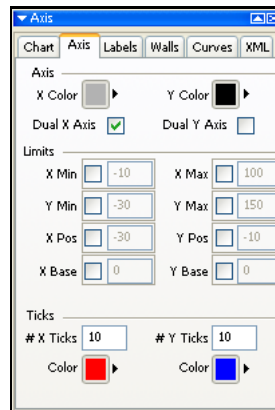 Axis
Chart Axis Labels Walls Curves XML
Axis
X Color Y Color
Dual X Axis Dual Y Axis
Limits
X Min -10 X Max 100
Y Min -30 Y Max 150
X Pos -30 Y Pos -10
X Base 0 Y Base 0
Ticks
# X Ticks 10 # Y Ticks 10
Color Color